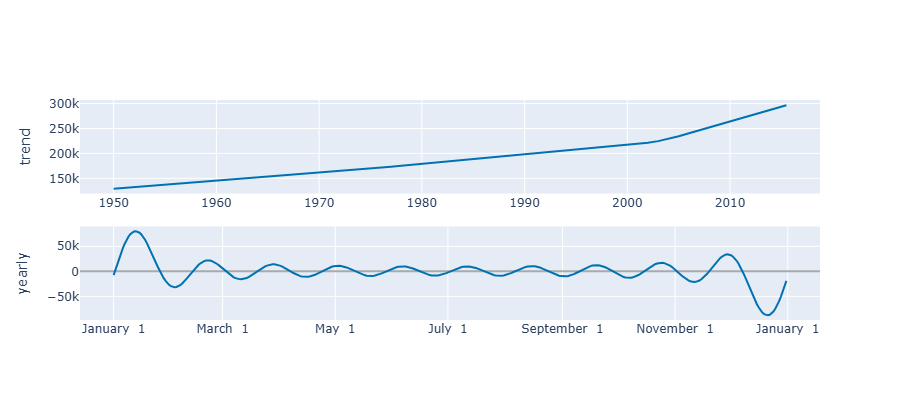 trend
300k
250k
200k
150k
1950 1960 1970 1980 1990 2000 2010
yearly
50k
0
−50k
January 1 March 1 May 1 July 1 September 1 November 1 January 1